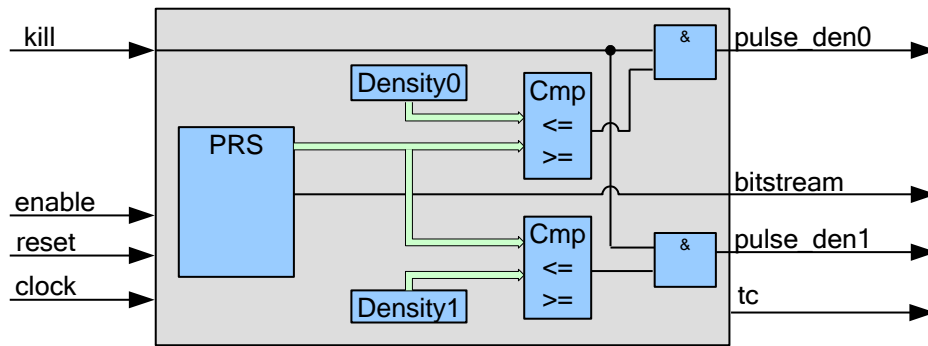 kill
&
pulse_den0
Density0
Cmp
<=
>=
PRS
bitstream
enable
reset
clock
Cmp
<=
>=
&
pulse_den1
Density1
tc